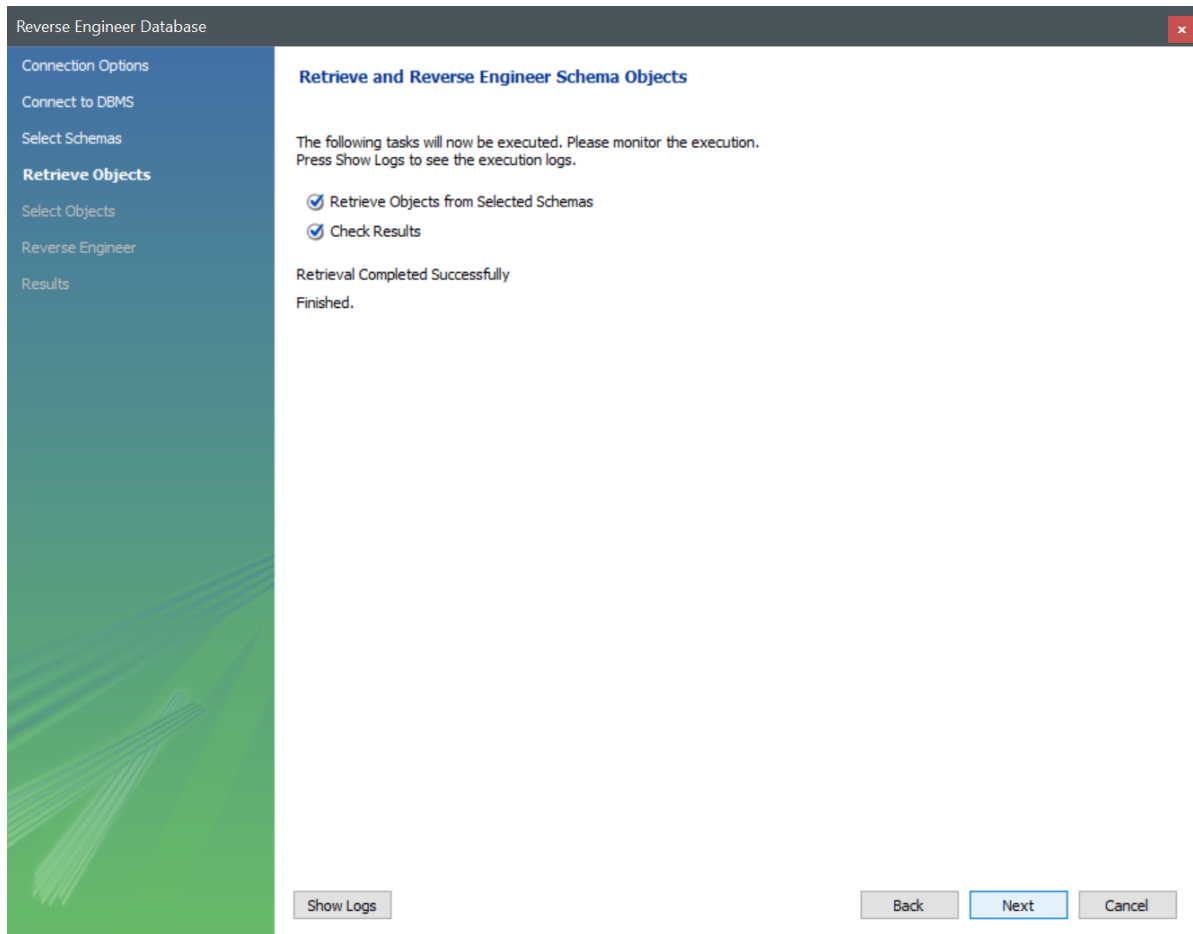 Reverse Engineer Database
Connection Options
Connect to DBMS
Select Schemas
Retrieve Objects
Select Objects
Reverse Engineer
Results
Retrieve and Reverse Engineer Schema Objects
The following tasks will now be executed. Please monitor the execution.
Press Show Logs to see the execution logs.
Retrieve Objects from Selected Schemas
Check Results
Retrieval Completed Successfully
Finished.
Show Logs
Back
Next
Cancel